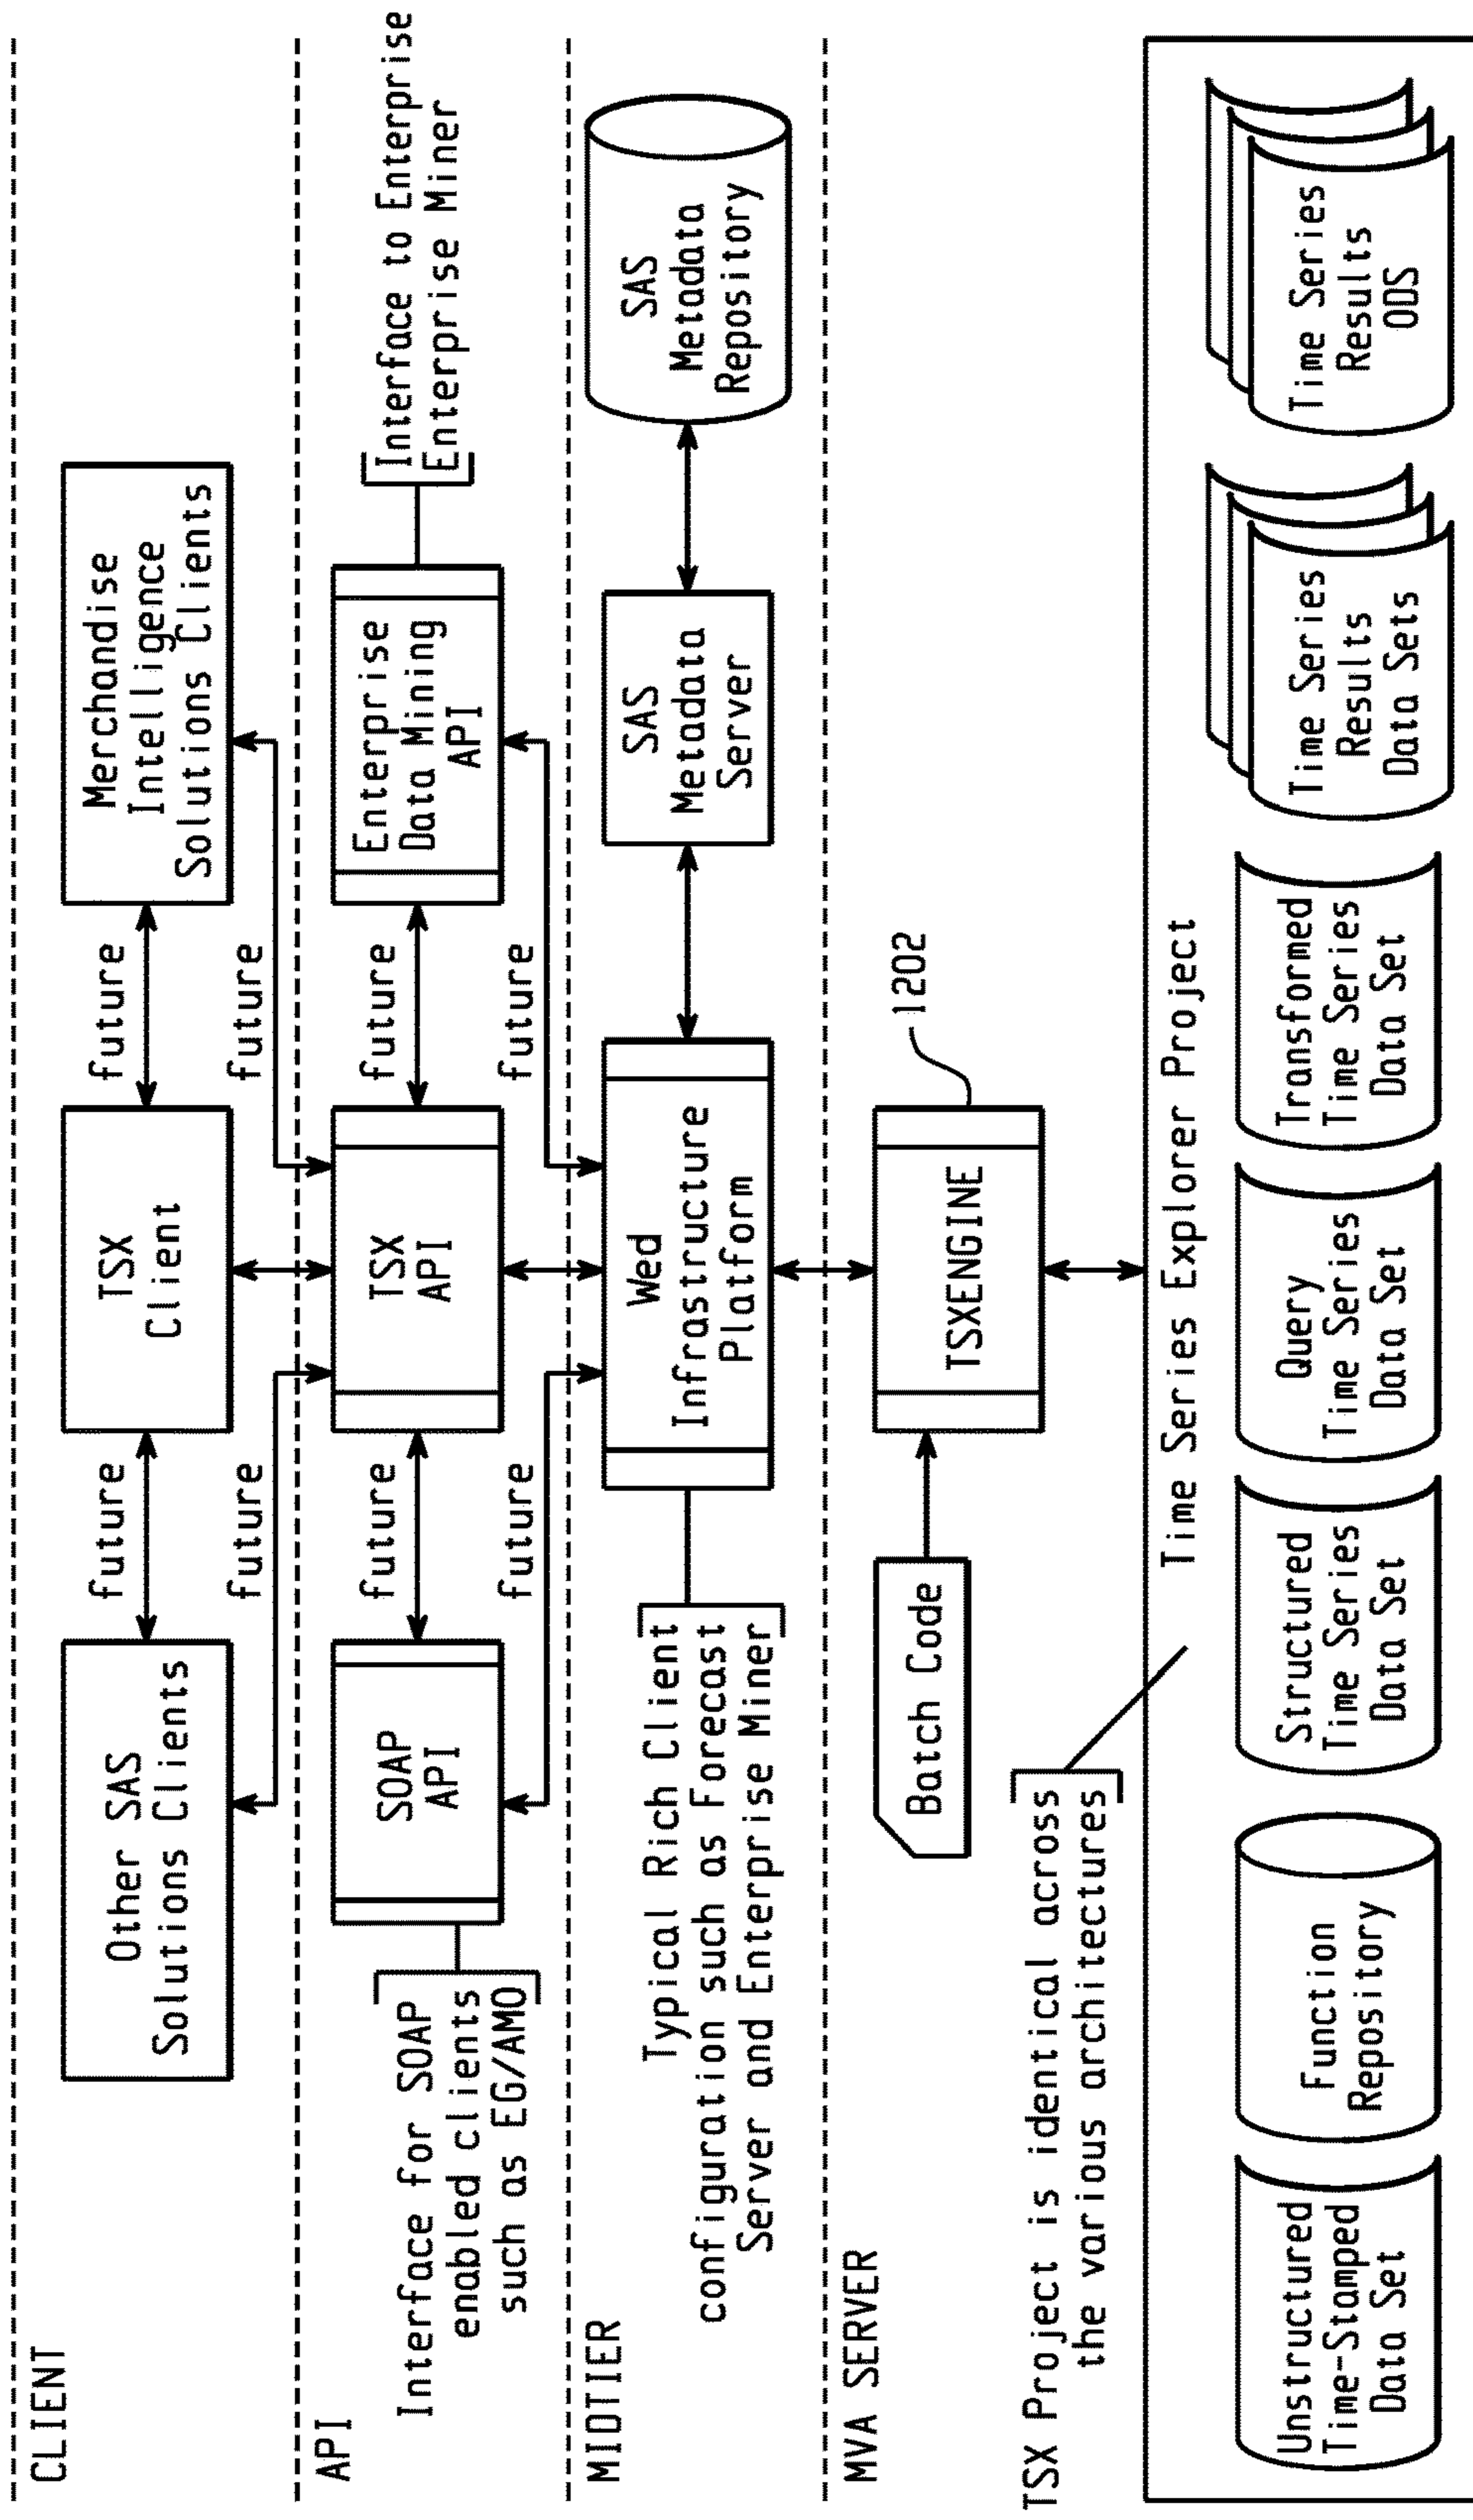 CLIENT
Other SAS
Solutions Clients
future
TSX
Client
future
Merchandise
Intelligence
Solutions Clients
future
future
API
Interface for SOAP
enabled clients
such as EG/AMO
SOAP
API
future
TSX
API
future
Enterprise
Data Mining
API
Interface to Enterprise
Enterprise Miner
future
future
MIDTIER
Typical Rich Client
configuration such as Forecast
Server and Enterprise Miner
Wed
Infrastructure
Platform
SAS
Metadata
Server
SAS
Metadata
Repository
MVA SERVER
Batch Code
TSXENGINE
1202
TSX Project is identical across
the various architectures
Time Series Explorer Project
Unstructured
Time-Stamped
Data Set
Function
Repository
Structured
Time Series
Data Set
Query
Time Series
Data Set
Transformed
Time Series
Data Set
Time Series
Results
Data Sets
Time Series
Results
ODS